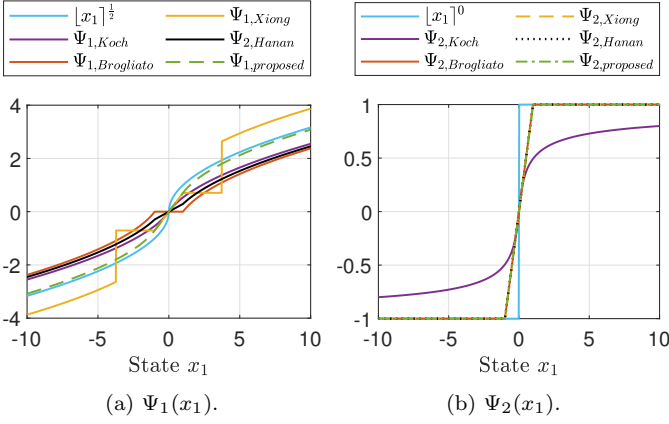 ⌊x₁⌉^{1/2} Ψ₁,Xiong
Ψ₁,Koch Ψ₂,Hanan
Ψ₁,Brogliato Ψ₁,proposed
4
2
0
-2
-4
-10 -5 0 5 10
State x₁
(a) Ψ₁(x₁).
⌊x₁⌉⁰ Ψ₂,Xiong
Ψ₂,Koch Ψ₂,Hanan
Ψ₂,Brogliato Ψ₂,proposed
1
0.5
0
-0.5
-1
-10 -5 0 5 10
State x₁
(b) Ψ₂(x₁).